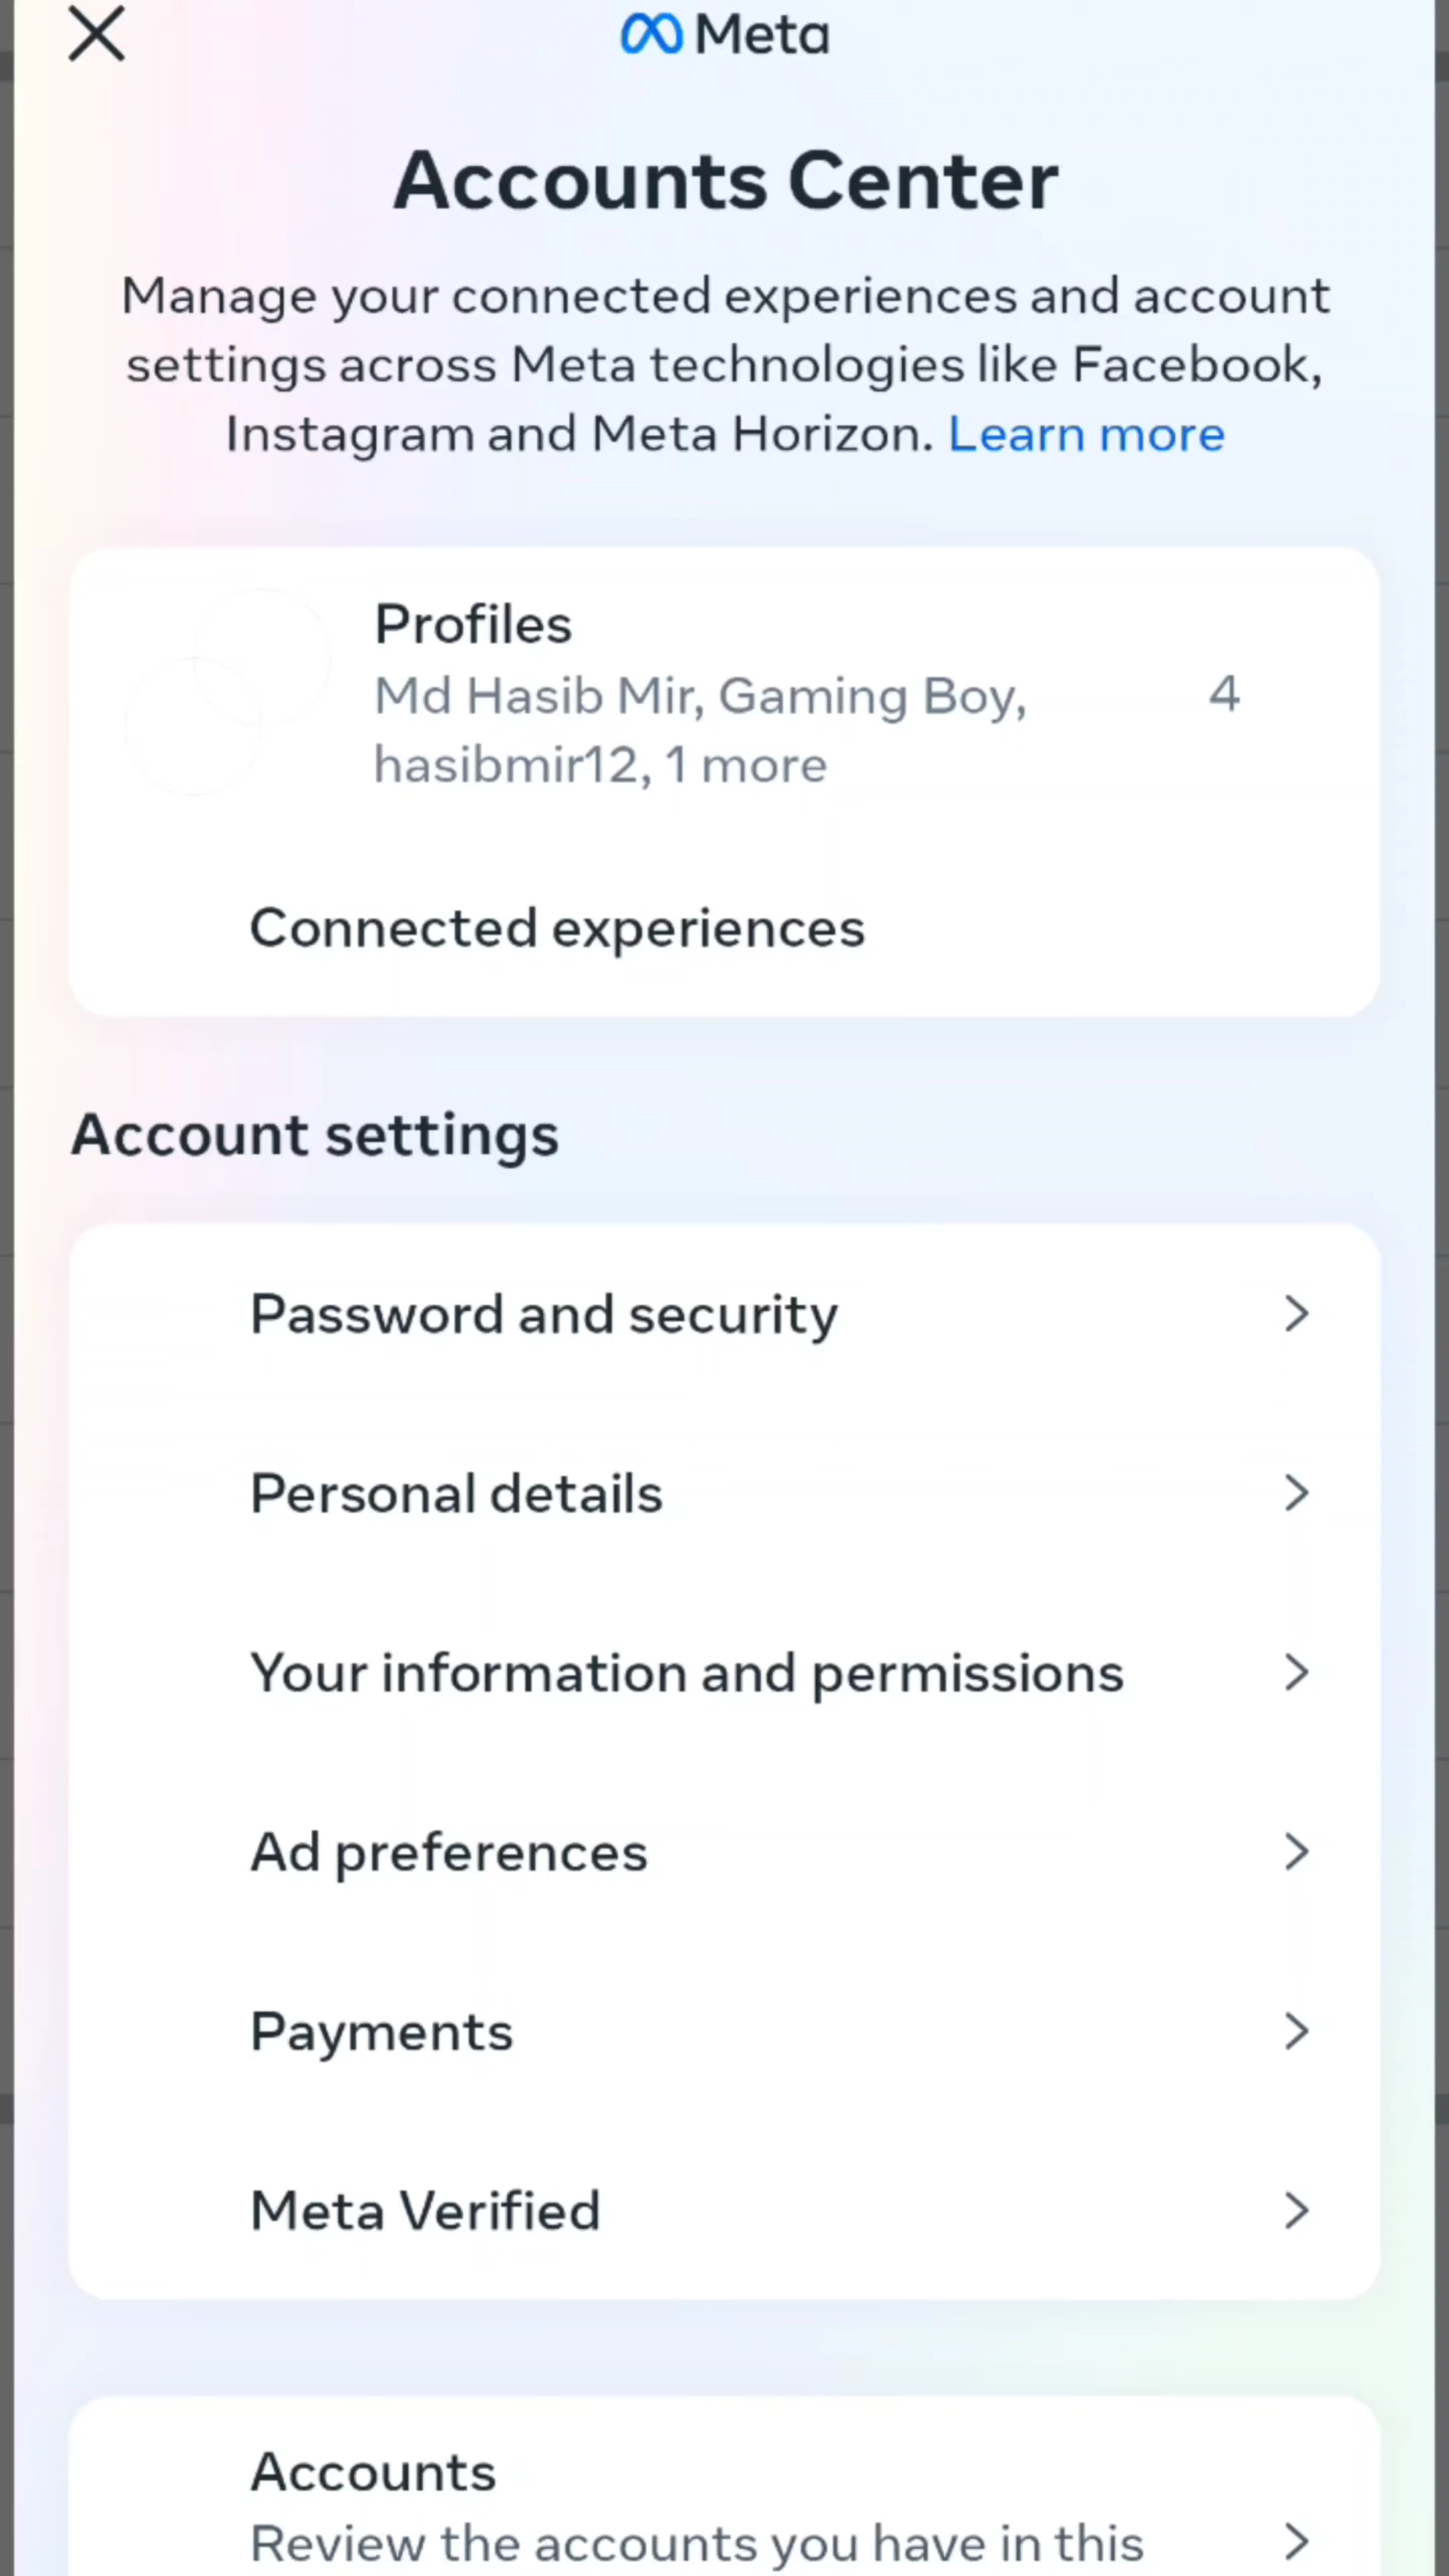 Meta
Accounts Center
Manage your connected experiences and account
settings across Meta technologies like Facebook,
Instagram and Meta Horizon. Learn more
Profiles
Md Hasib Mir, Gaming Boy,
hasibmir12, 1 more
4
Connected experiences
Account settings
Password and security
Personal details
Your information and permissions
Ad preferences
Payments
Meta Verified
Accounts
Review the accounts you have in this